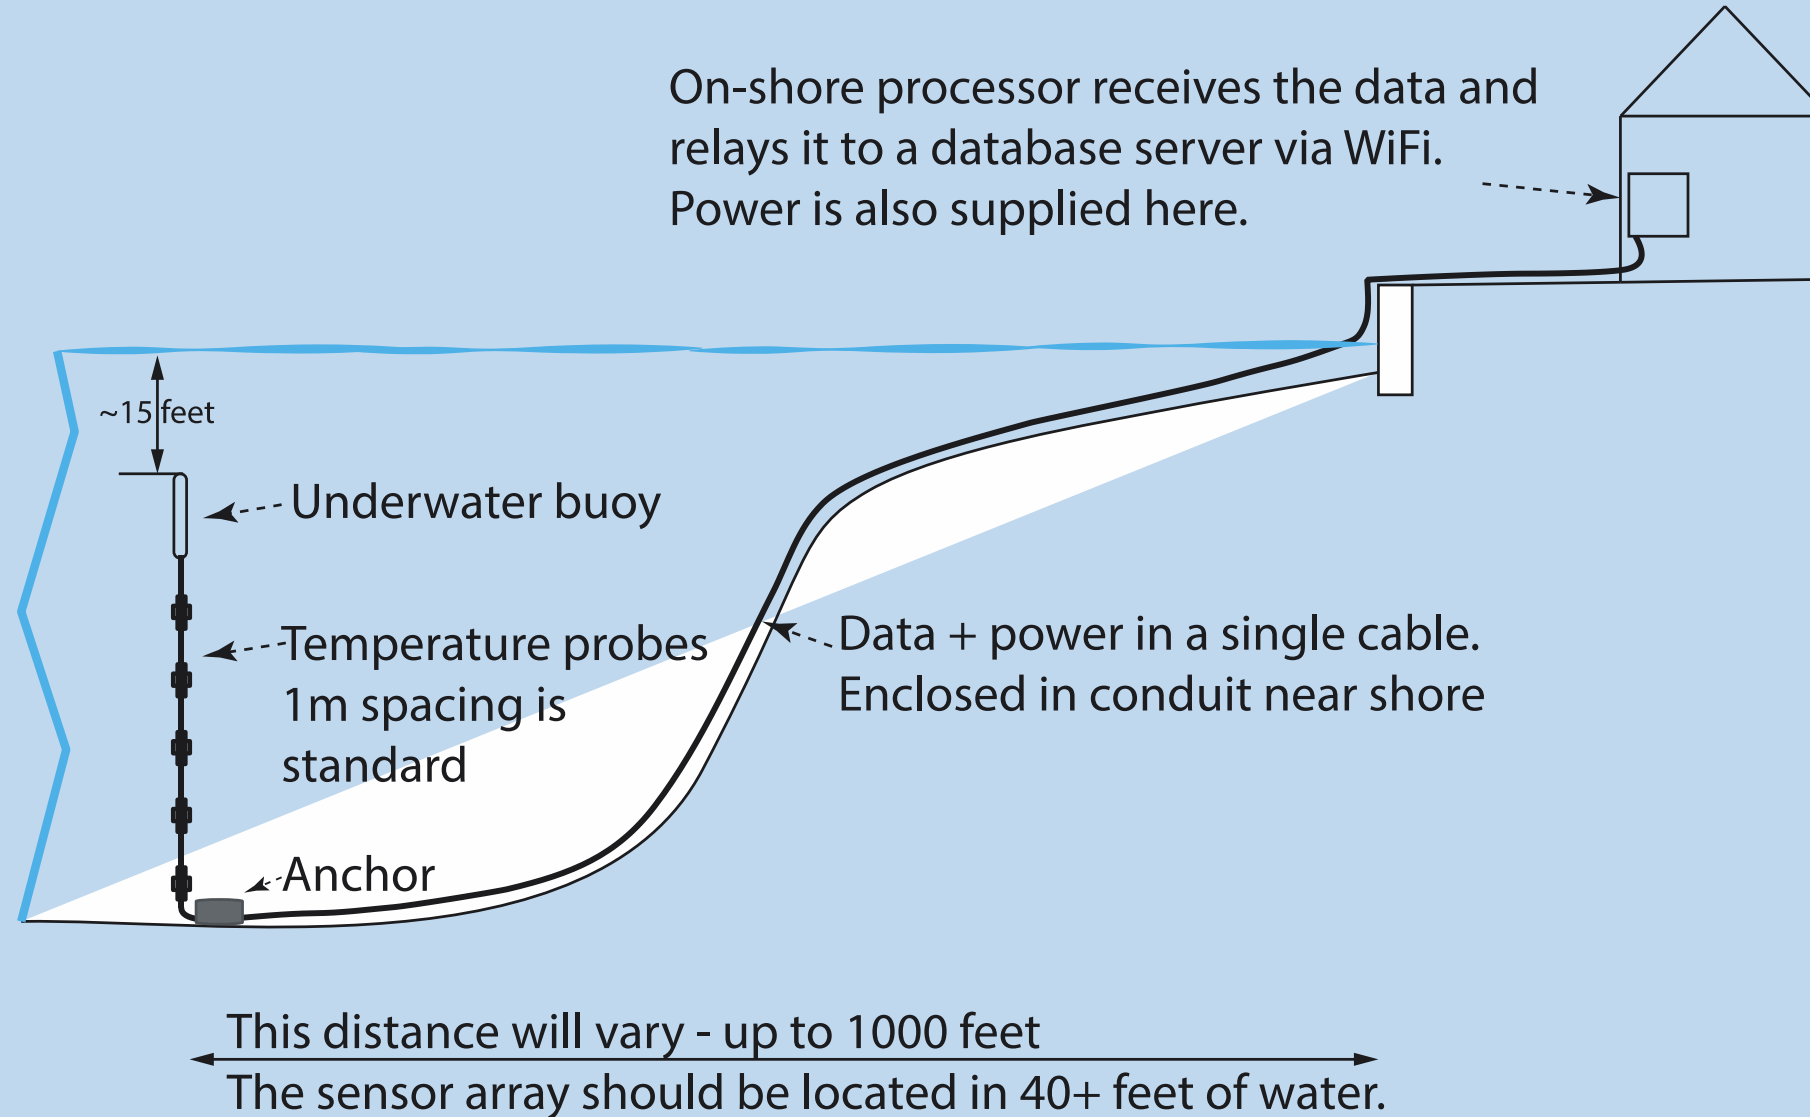 On-shore processor receives the data and
relays it to a database server via WiFi.
Power is also supplied here.
~15 feet
Underwater buoy
Temperature probes
1m spacing is
standard
Data + power in a single cable.
Enclosed in conduit near shore
Anchor
This distance will vary - up to 1000 feet
The sensor array should be located in 40+ feet of water.